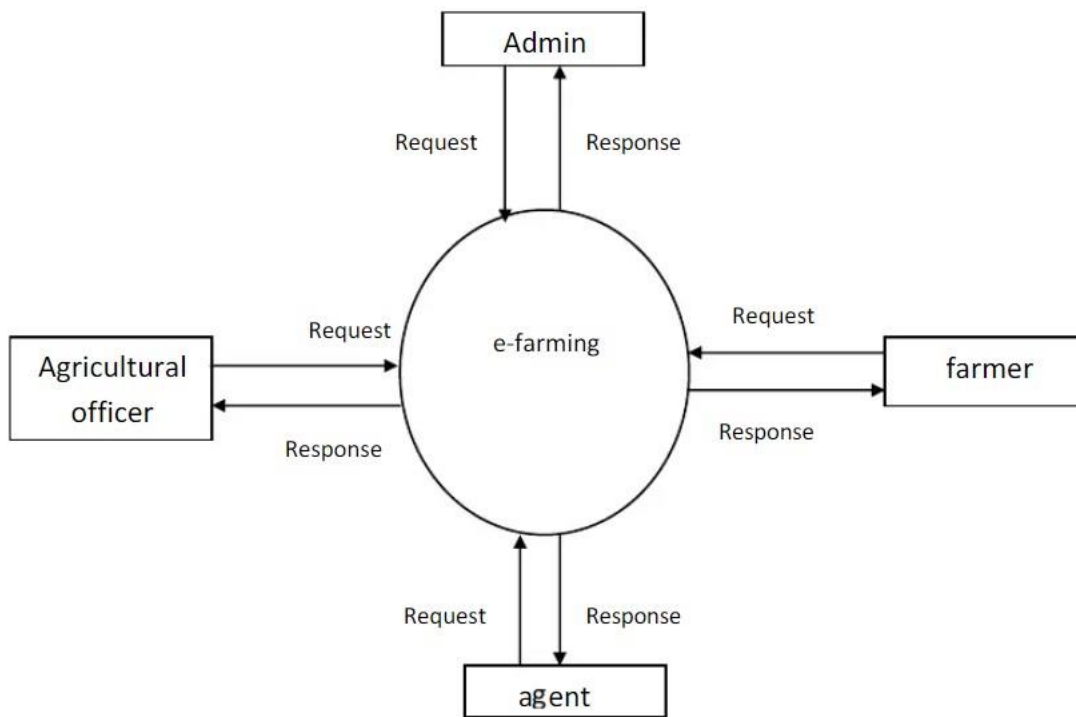 Admin
Request
Response
Request
Request
e-farming
Agricultural
officer
farmer
Response
Response
Request
Response
agent